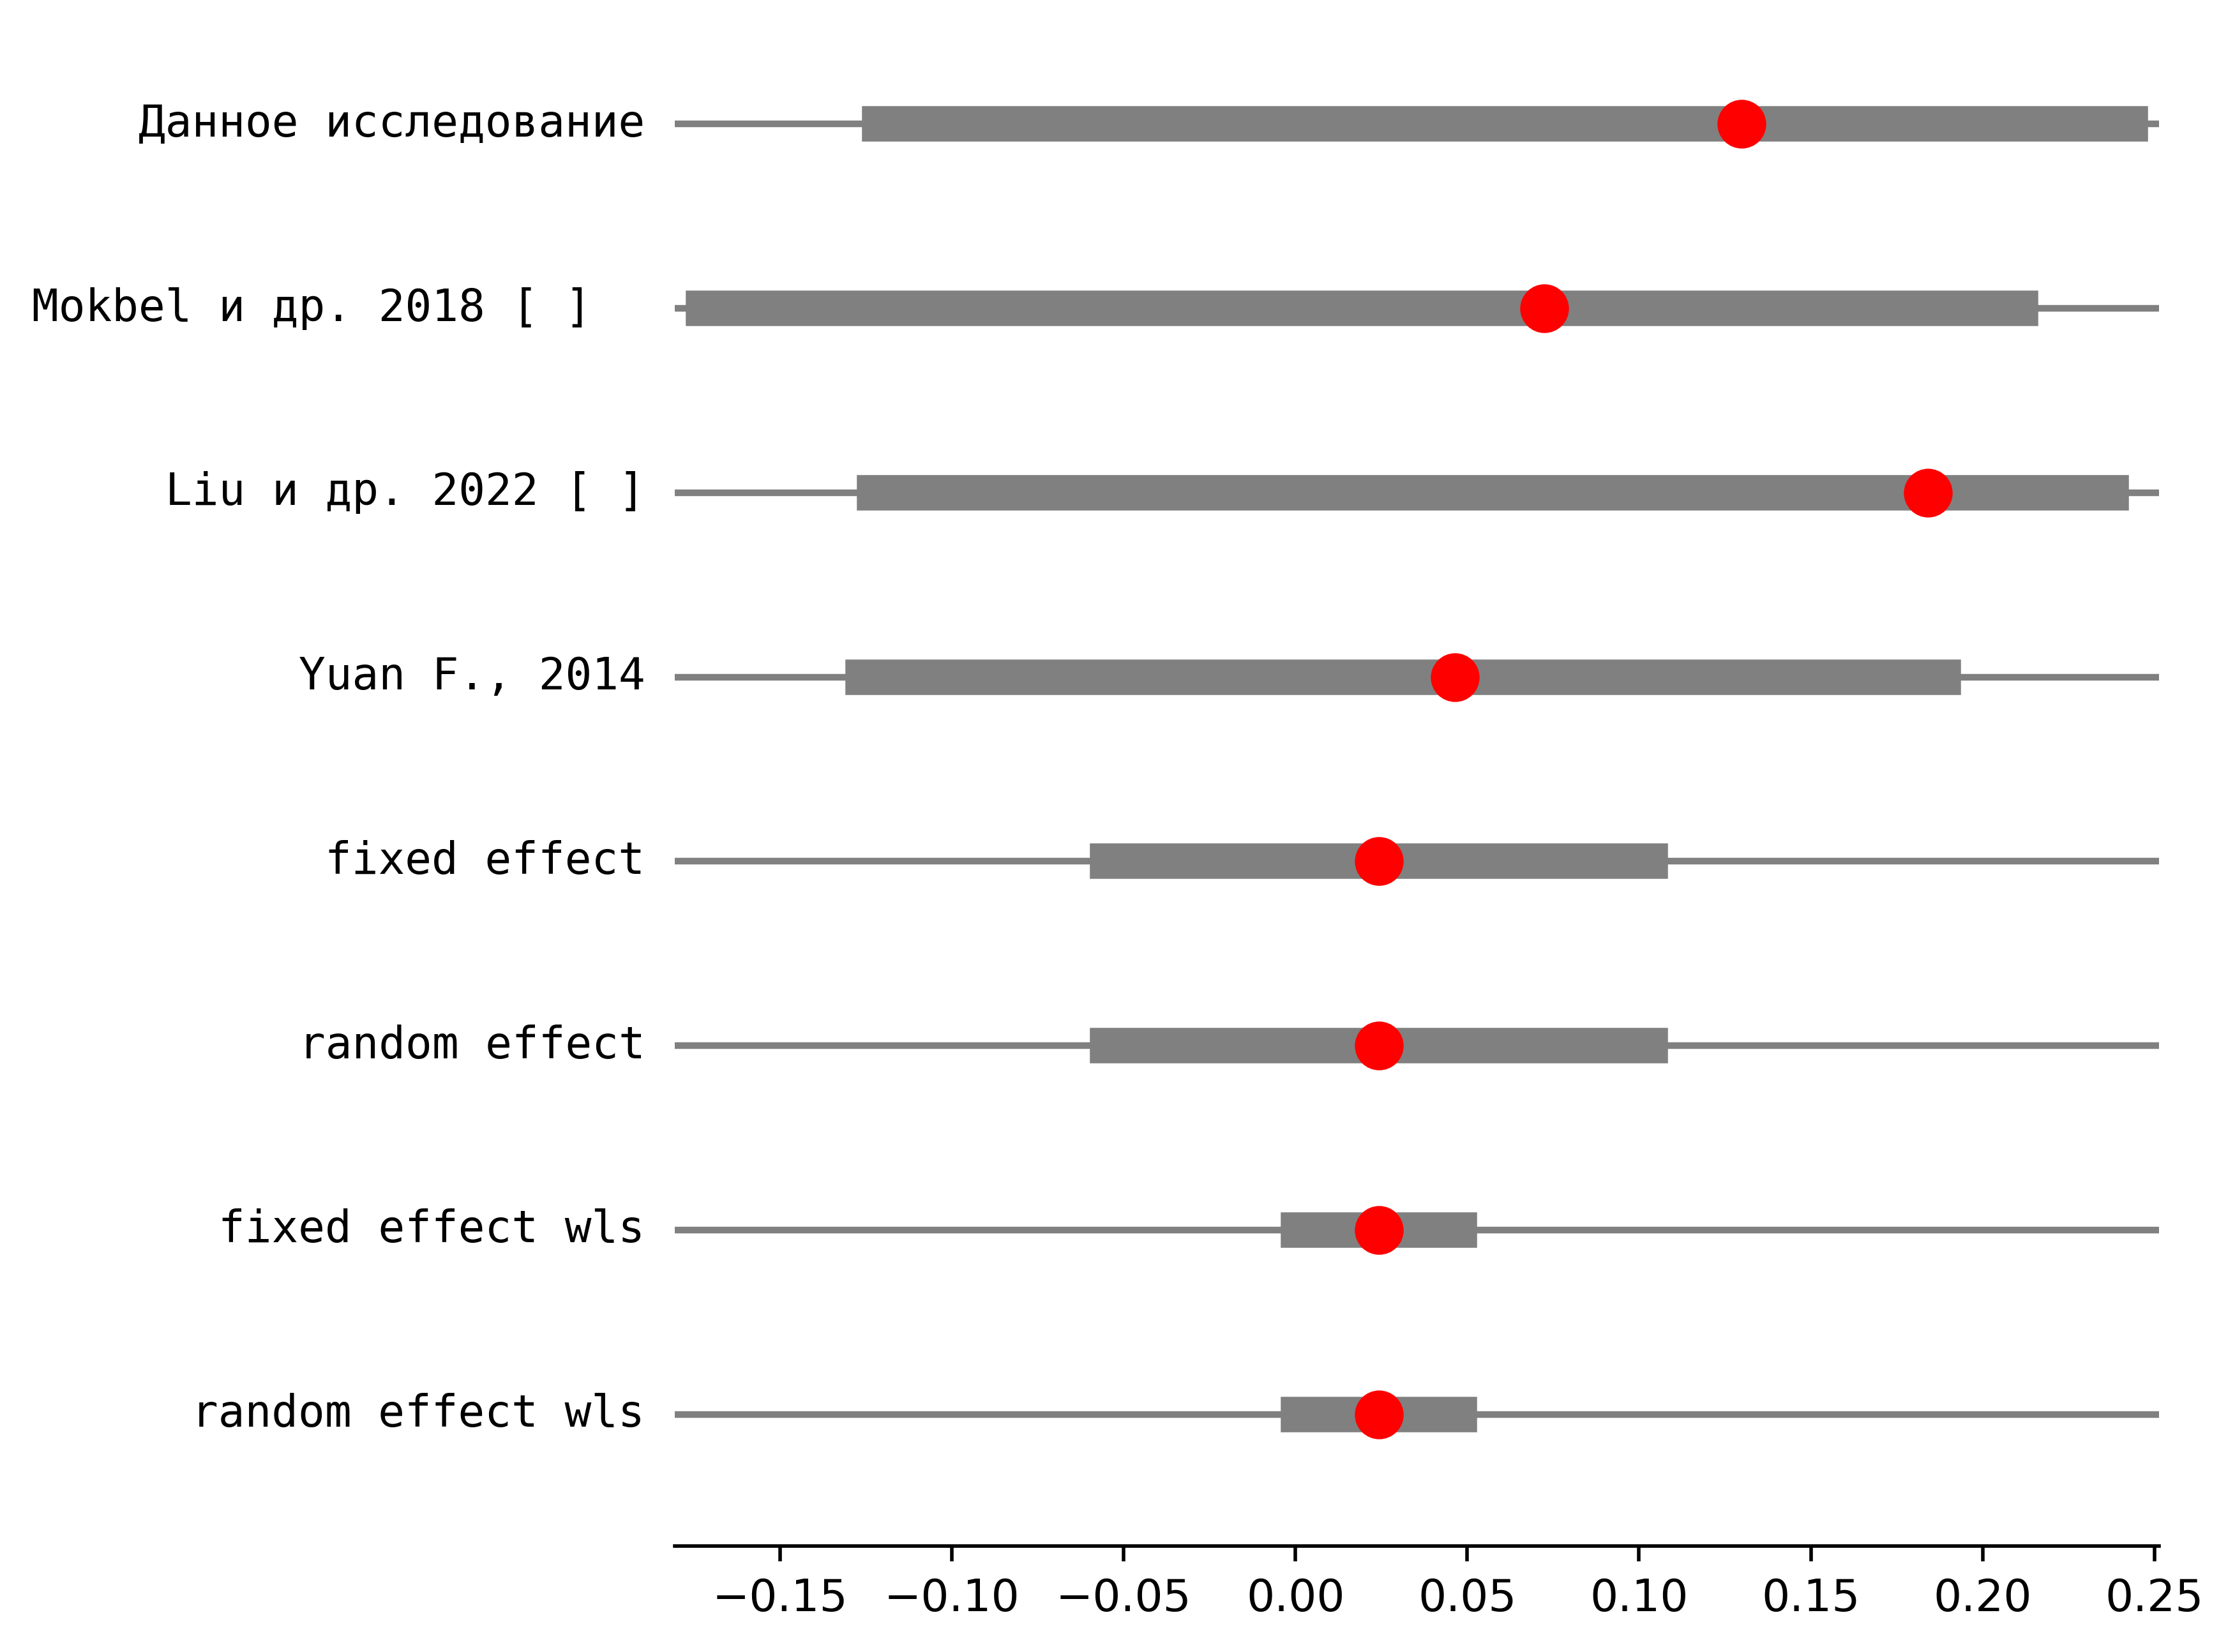 Данное исследование
Mokbel и др. 2018 [ ]
Liu и др. 2022 [ ]
Yuan F., 2014
fixed effect
random effect
fixed effect wls
random effect wls
−0.15 −0.10 −0.05 0.00 0.05 0.10 0.15 0.20 0.25